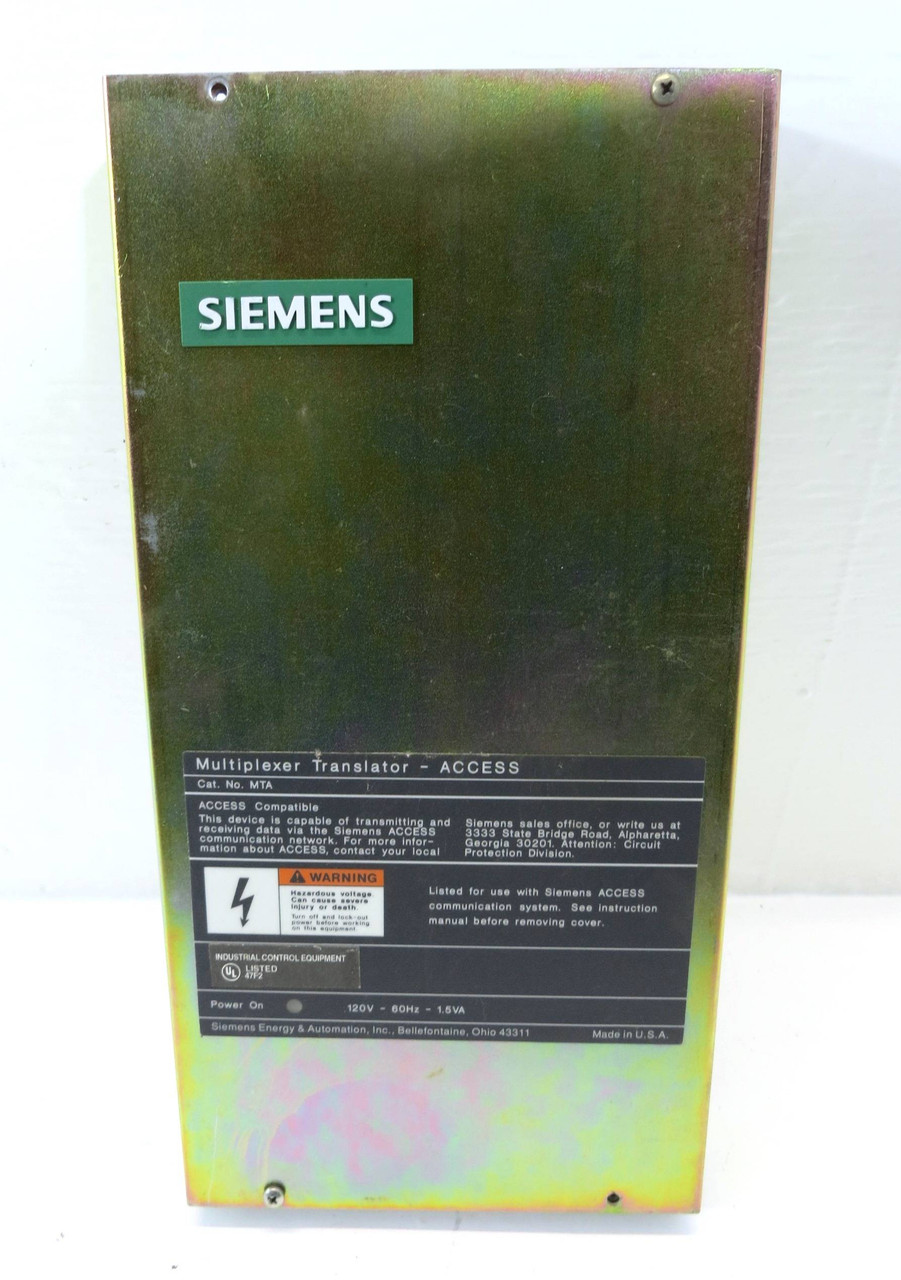 SIEMENS
Multiplexer Translator - ACCESS
Cat. No. MTA
ACCESS Compatible
This device is capable of transmitting and
receiving data via the Siemens ACCESS
communication network. For more infor-
mation about ACCESS, contact your local
Siemens sales office, or write us at
3333 State Bridge Road, Alpharetta,
Georgia 30201. Attention: Circuit
Protection Division.
WARNING
Hazardous voltage.
Can cause severe
injury or death.
Turn off and lock-out
power before working
on this equipment.
Listed for use with Siemens ACCESS
communication system. See instruction
manual before removing cover.
INDUSTRIAL CONTROL EQUIPMENT
UL LISTED
47F2
Power On 120V - 60Hz - 1.5VA
Siemens Energy & Automation, Inc., Bellefontaine, Ohio 43311 Made in U.S.A.